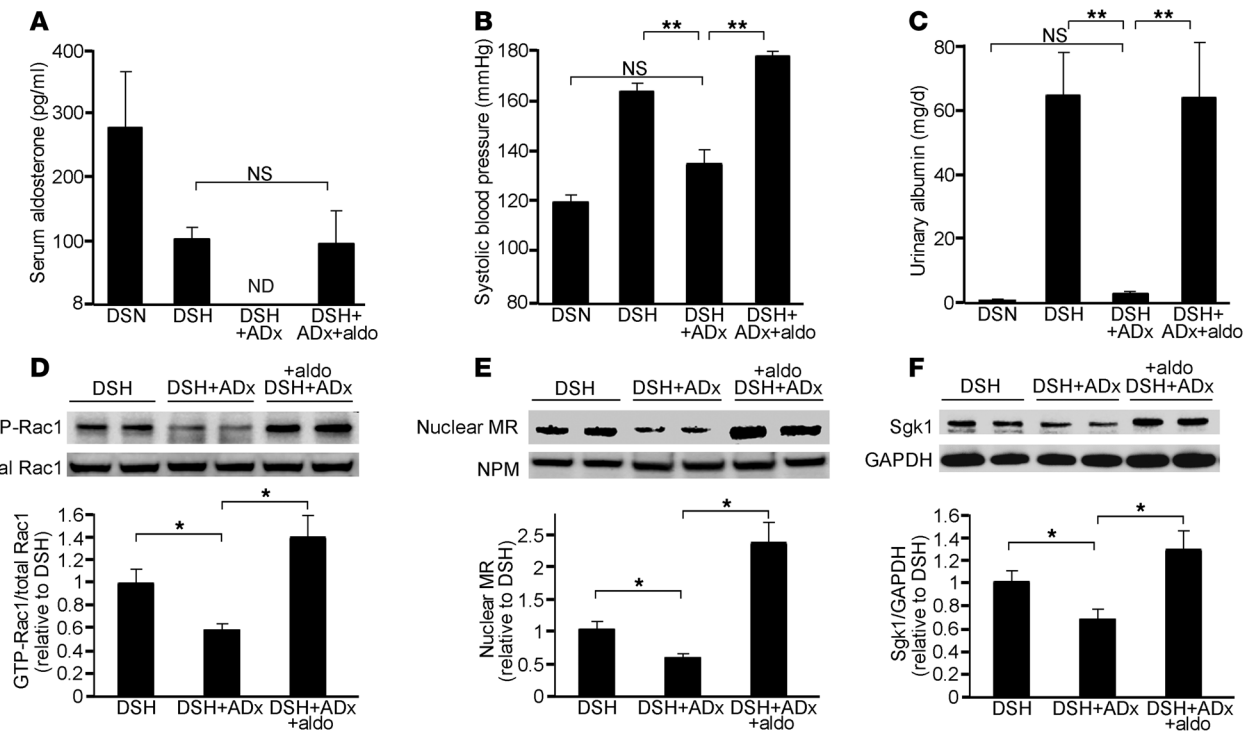 A
Serum aldosterone (pg/ml)
400
300
200
100
8
NS
ND
DSN
DSH
DSH
+ADx
DSH+
ADx+aldo
B
Systolic blood pressure (mmHg)
180
160
140
120
100
80
**
**
NS
DSN
DSH
DSH
+ADx
DSH+
ADx+aldo
C
Urinary albumin (mg/d)
80
60
40
20
0
**
**
NS
DSN
DSH
DSH
+ADx
DSH+
ADx+aldo
D
DSH
DSH+ADx
+aldo
DSH+ADx
P-Rac1
al Rac1
GTP-Rac1/total Rac1
(relative to DSH)
1.6
1.4
1.2
1
0.8
0.6
0.4
0.2
0
*
*
DSH
DSH+ADx
DSH+ADx
+aldo
E
DSH
DSH+ADx
+aldo
DSH+ADx
Nuclear MR
NPM
Nuclear MR
(relative to DSH)
2.5
2
1.5
1
0.5
0
*
*
DSH
DSH+ADx
DSH+ADx
+aldo
F
DSH
DSH+ADx
+aldo
DSH+ADx
Sgk1
GAPDH
Sgk1/GAPDH
(relative to DSH)
1.6
1.4
1.2
1
0.8
0.6
0.4
0.2
0
*
*
DSH
DSH+ADx
DSH+ADx
+aldo